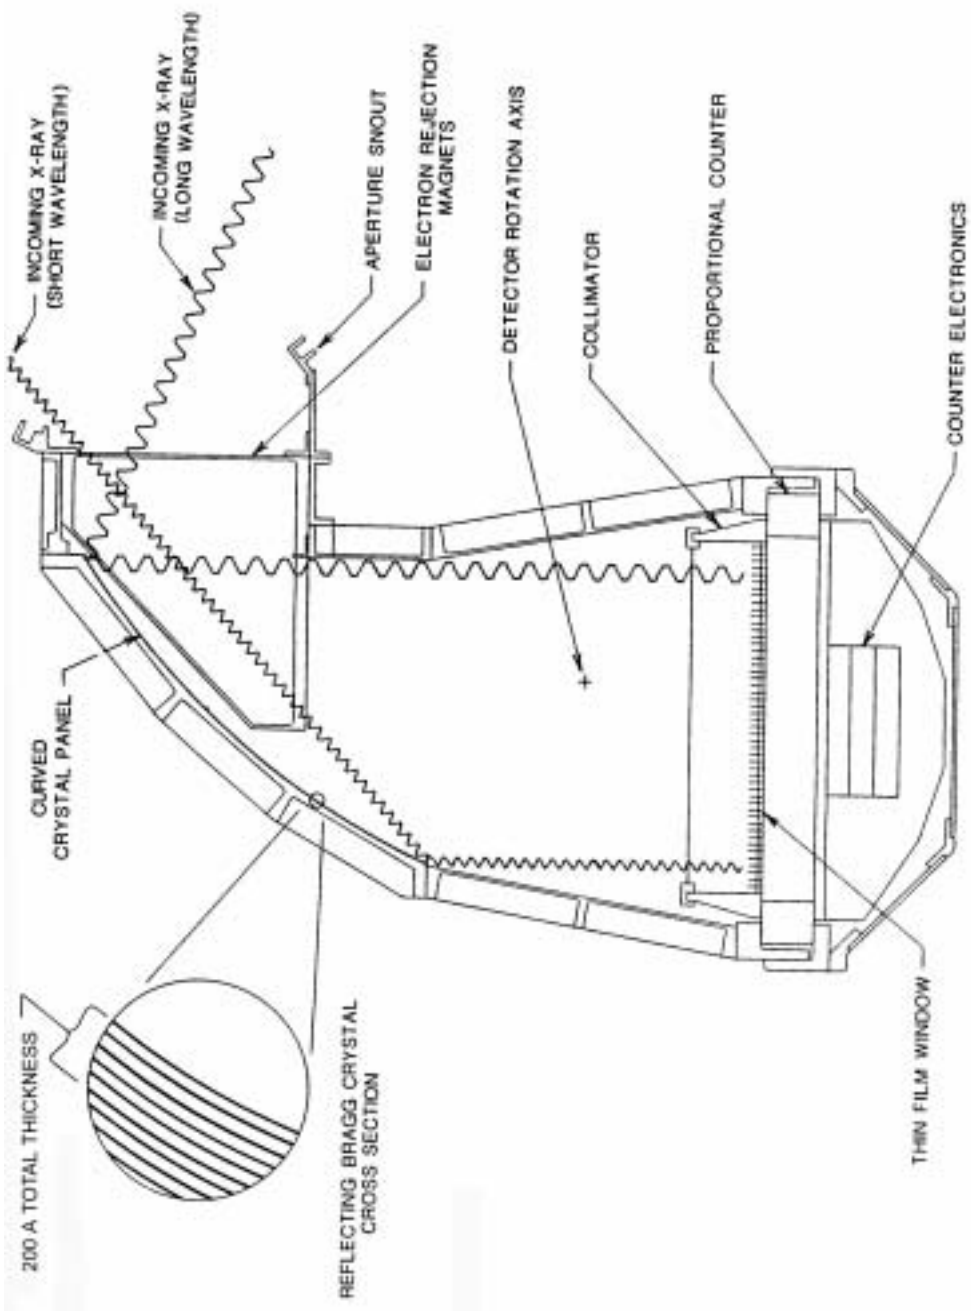 INCOMING X-RAY
(SHORT WAVELENGTH)
INCOMING X-RAY
(LONG WAVELENGTH)
APERTURE SNOUT
ELECTRON REJECTION
MAGNETS
DETECTOR ROTATION AXIS
COLLIMATOR
PROPORTIONAL COUNTER
COUNTER ELECTRONICS
CURVED
CRYSTAL PANEL
200 A TOTAL THICKNESS
REFLECTING BRAGG CRYSTAL
CROSS SECTION
THIN FILM WINDOW